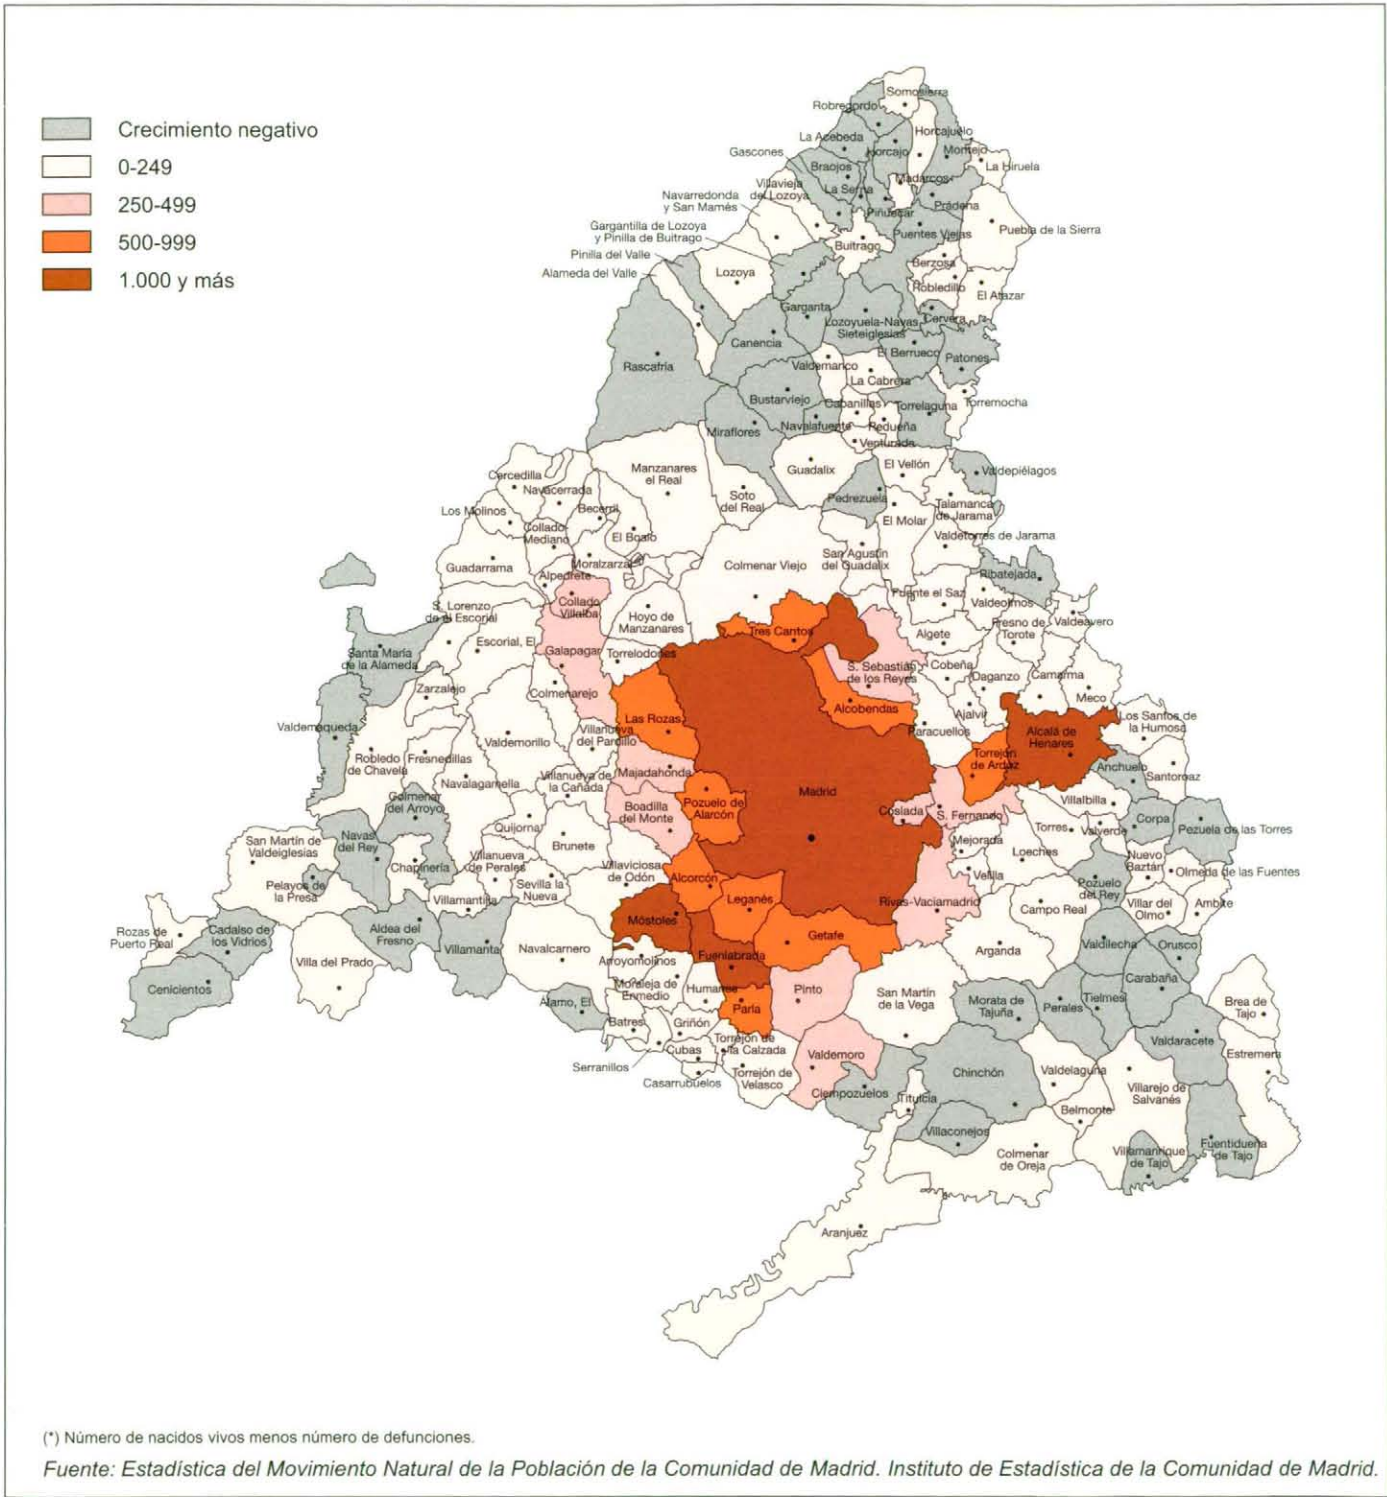 Crecimiento negativo
0-249
250-499
500-999
1.000 y más
Somosierra
Robregordo
La Acebeda
Horcajuelo
Horcajo
Montejo
Gascones
Braojos
La Hiruela
Madarcos
Villavieja
de Lozoya
La Serna
Prádena
Navarredonda
y San Mamés
Piñuécar
Puebla de la Sierra
Gargantilla de Lozoya
y Pinilla de Buitrago
Puentes Viejas
Buitrago
Pinilla del Valle
Berzosa
Alameda del Valle
Lozoya
Robledillo
El Atazar
Garganta
Cervera
Lozoyuela-Navas
Sieteiglesias
Canencia
El Berrueco
Patones
Rascafría
Valdemanco
La Cabrera
Bustarviejo
Cabanillas
Torrelaguna
Torremocha
Navalafuente
Redueña
Miraflores
Venturada
Guadalix
El Vellón
Valdepiélagos
Manzanares
el Real
Cercedilla
Navacerrada
Soto
del Real
Pedrezuela
Talamanca
de Jarama
Los Molinos
Becerril
El Molar
Collado-
Mediano
El Boalo
Valdetorres de Jarama
San Agustín
del Guadalix
Guadarrama
Moralzarzal
Colmenar Viejo
Alpedrete
Ribatejada
Fuente el Saz
Valdeolmos
S. Lorenzo
de el Escorial
Collado
Villalba
Hoyo de
Manzanares
Fresno de
Torote
Valdeavero
Tres Cantos
Algete
Escorial, El
Galapagar
Torrelodones
Santa María
de la Alameda
S. Sebastián
de los Reyes
Cobeña
Daganzo
Camarma
Zarzalejo
Colmenarejo
Meco
Alcobendas
Ajalvir
Las Rozas
Los Santos de
la Humosa
Valdemaqueda
Villanueva
del Pardillo
Paracuellos
Alcalá de
Henares
Valdemorillo
Robledo
de Chavela
Fresnedillas
Torrejón
de Ardoz
Anchuelo
Santorcaz
Navalagamella
Villanueva de
la Cañada
Majadahonda
Madrid
Colmenar
del Arroyo
Pozuelo de
Alarcón
Villalbilla
Boadilla
del Monte
Coslada
S. Fernando
Corpa
Pezuela de las Torres
Quijorna
Torres
Valverde
San Martín de
Valdeiglesias
Navas
del Rey
Brunete
Mejorada
Loeches
Nuevo
Baztán
Chapinería
Villanueva
de Perales
Villaviciosa
de Odón
Velilla
Olmeda de las Fuentes
Pelayos de
la Presa
Sevilla la
Nueva
Alcorcón
Pozuelo
del Rey
Villamantilla
Leganés
Rivas-Vaciamadrid
Campo Real
Villar del
Olmo
Ambite
Móstoles
Rozas de
Puerto Real
Cadalso de
los Vidrios
Aldea del
Fresno
Getafe
Villamanta
Navalcarnero
Arganda
Valdilecha
Orusco
Villa del Prado
Fuenlabrada
Arroyomolinos
Carabaña
Cenicientos
Moraleja de
Enmedio
Humanes
Pinto
San Martín
de la Vega
Morata de
Tajuña
Perales
Tielmes
Álamo, El
Parla
Brea de
Tajo
Batres
Griñón
Torrejón de
la Calzada
Valdaracete
Cubas
Valdemoro
Estremera
Serranillos
Torrejón de
Velasco
Chinchón
Valdelaguna
Casarrubuelos
Ciempozuelos
Titulcia
Villarejo de
Salvanés
Belmonte
Villaconejos
Fuentidueña
de Tajo
Colmenar
de Oreja
Villamanrique
de Tajo
Aranjuez
(*) Número de nacidos vivos menos número de defunciones.
Fuente: Estadística del Movimiento Natural de la Población de la Comunidad de Madrid. Instituto de Estadística de la Comunidad de Madrid.